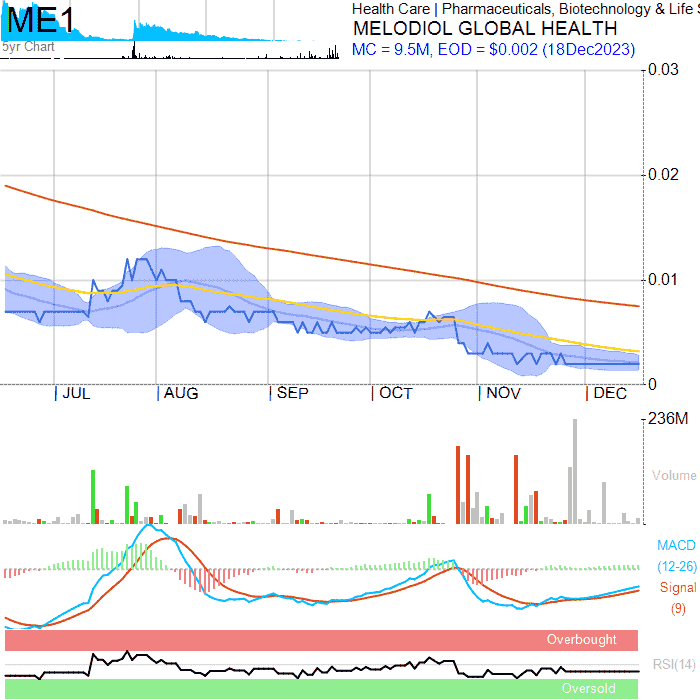 ME1
Health Care | Pharmaceuticals, Biotechnology & Life S
MELODIOL GLOBAL HEALTH
5yr Chart
MC = 9.5M, EOD = $0.002 (18Dec2023)
0.03
0.02
0.01
0
| JUL | AUG | SEP | OCT | NOV | DEC
236M
Volume
MACD
(12-26)
Signal
(9)
Overbought
RSI(14)
Oversold